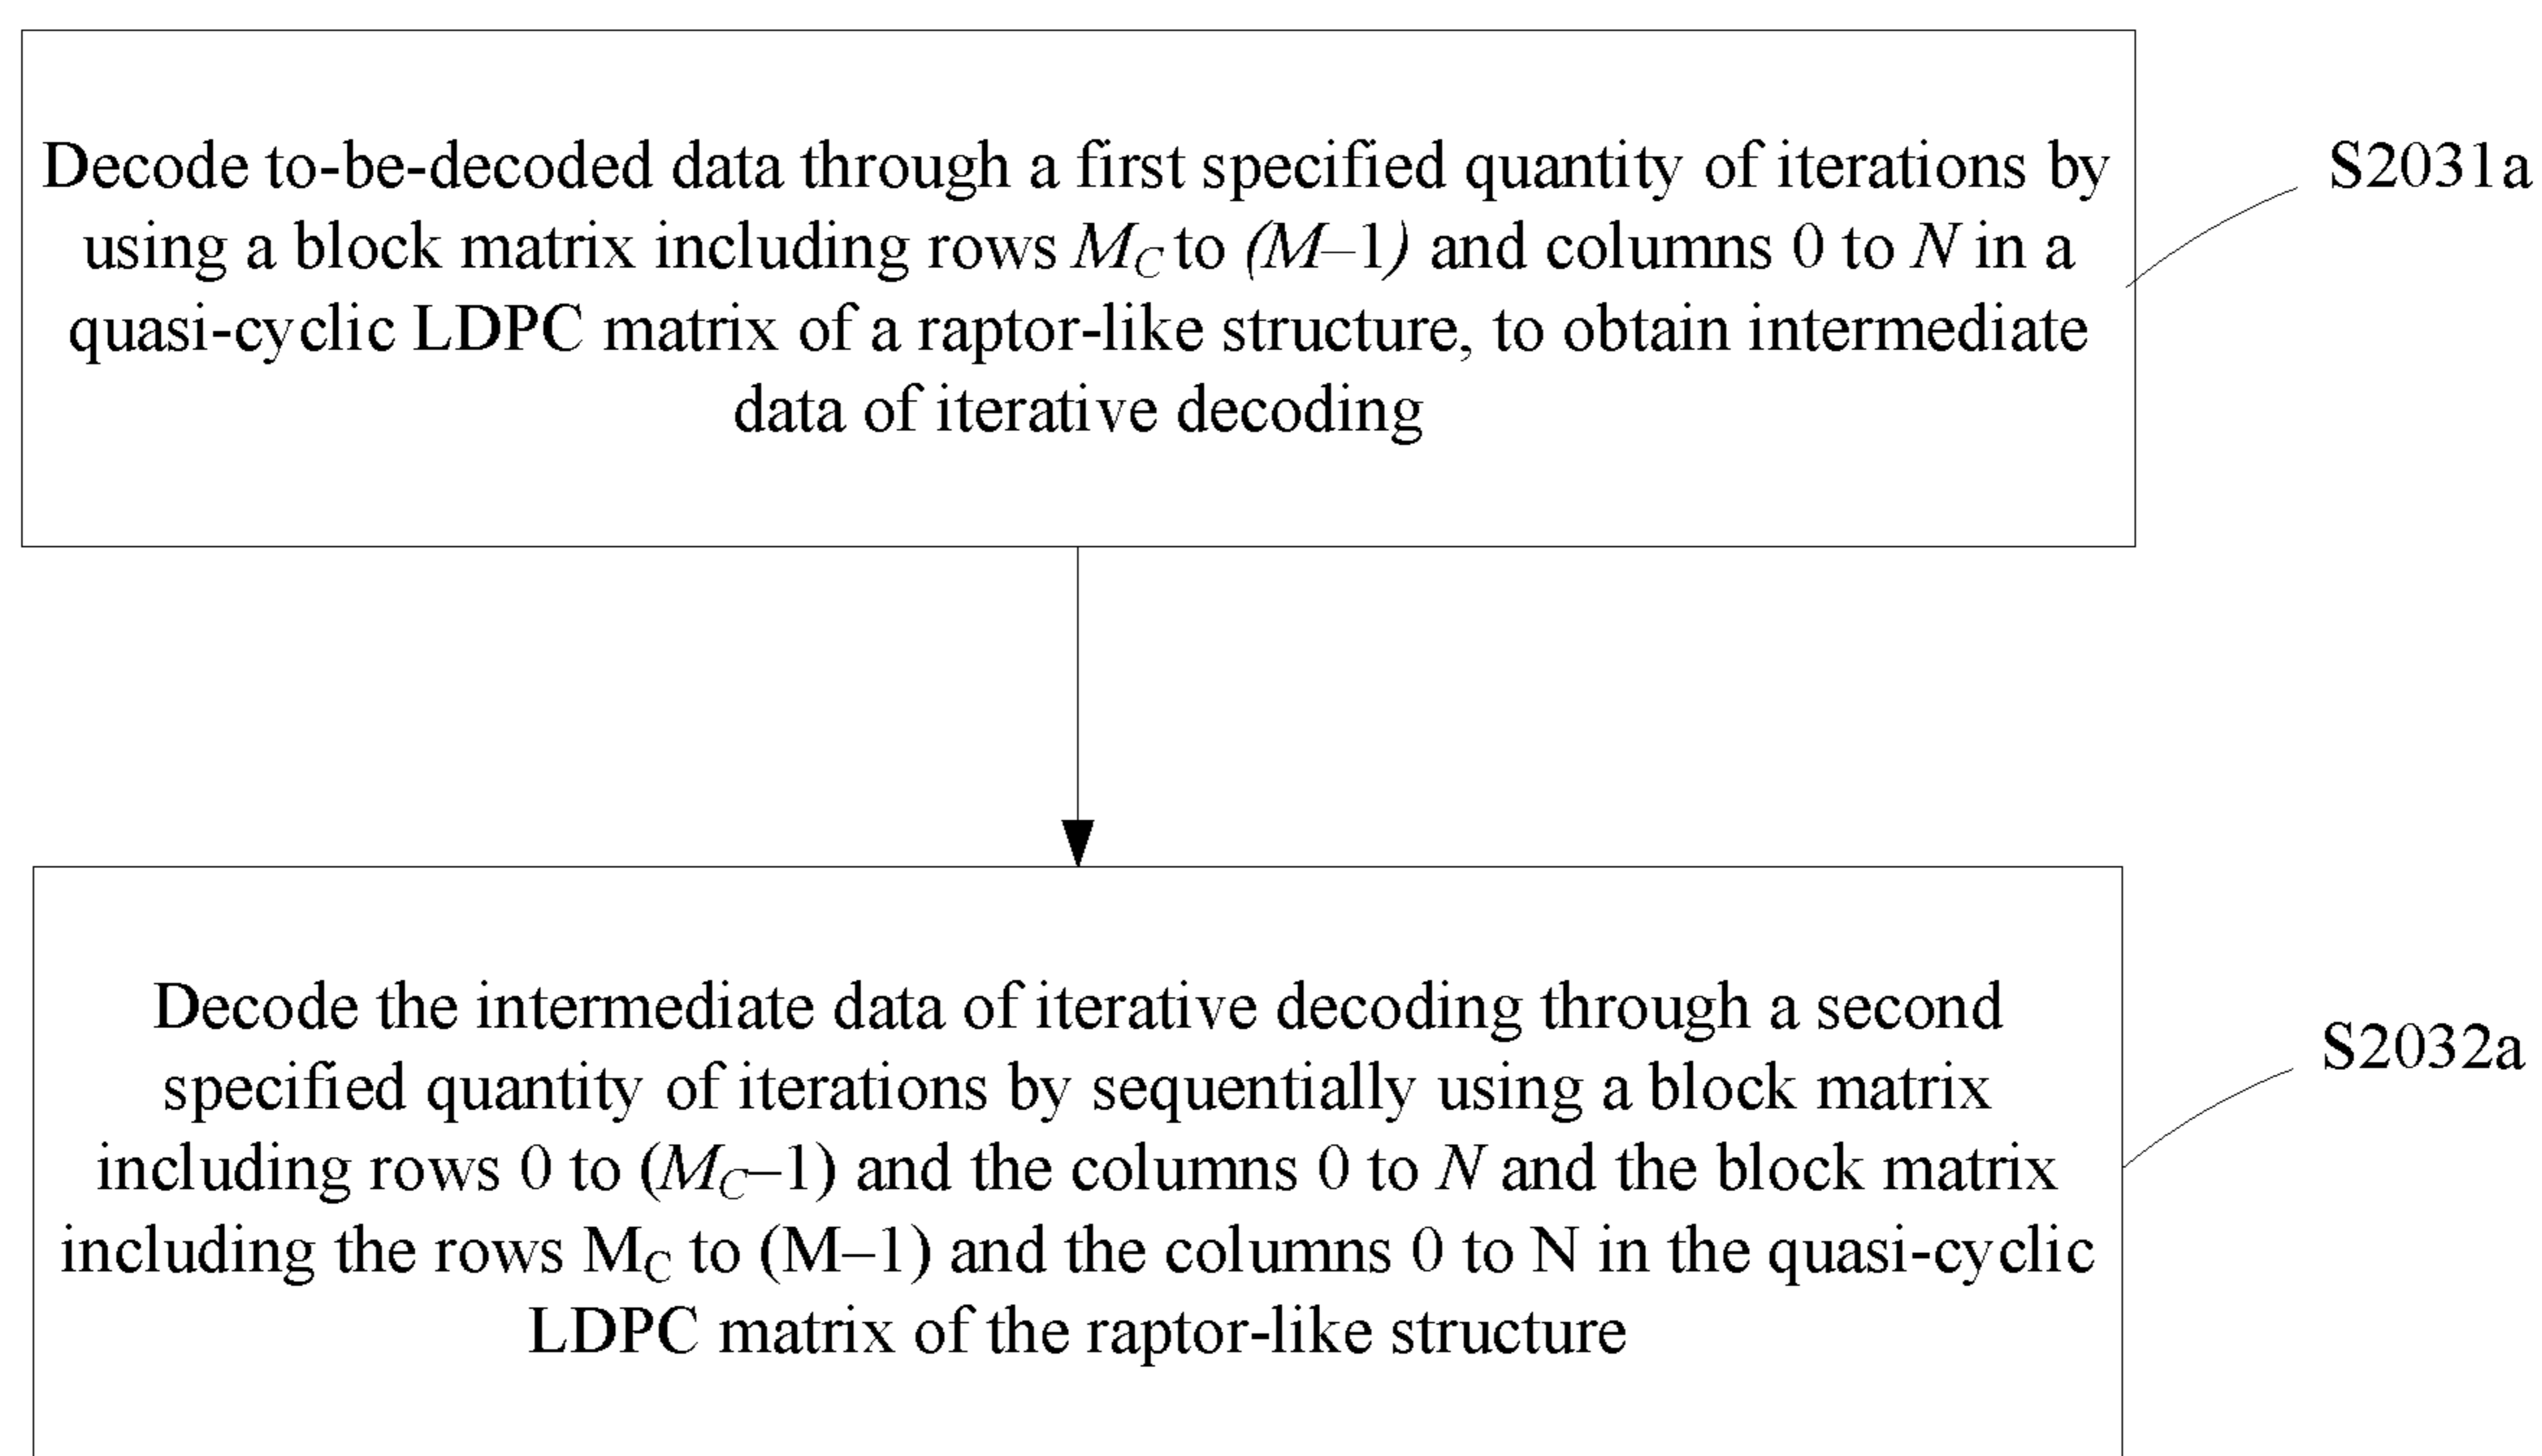 Decode to-be-decoded data through a first specified quantity of iterations by
using a block matrix including rows M_C to (M–1) and columns 0 to N in a
quasi-cyclic LDPC matrix of a raptor-like structure, to obtain intermediate
data of iterative decoding
S2031a
Decode the intermediate data of iterative decoding through a second
specified quantity of iterations by sequentially using a block matrix
including rows 0 to (M_C–1) and the columns 0 to N and the block matrix
including the rows M_C to (M–1) and the columns 0 to N in the quasi-cyclic
LDPC matrix of the raptor-like structure
S2032a